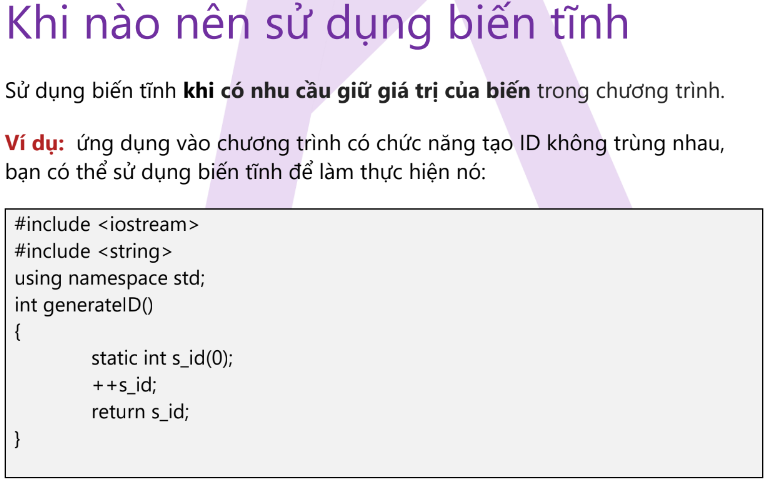 Khi nào nên sử dụng biến tĩnh
Sử dụng biến tĩnh khi có nhu cầu giữ giá trị của biến trong chương trình.
Ví dụ: ứng dụng vào chương trình có chức năng tạo ID không trùng nhau,
bạn có thể sử dụng biến tĩnh để làm thực hiện nó:
#include <iostream>
#include <string>
using namespace std;
int generateID()
{
static int s_id(0);
++s_id;
return s_id;
}